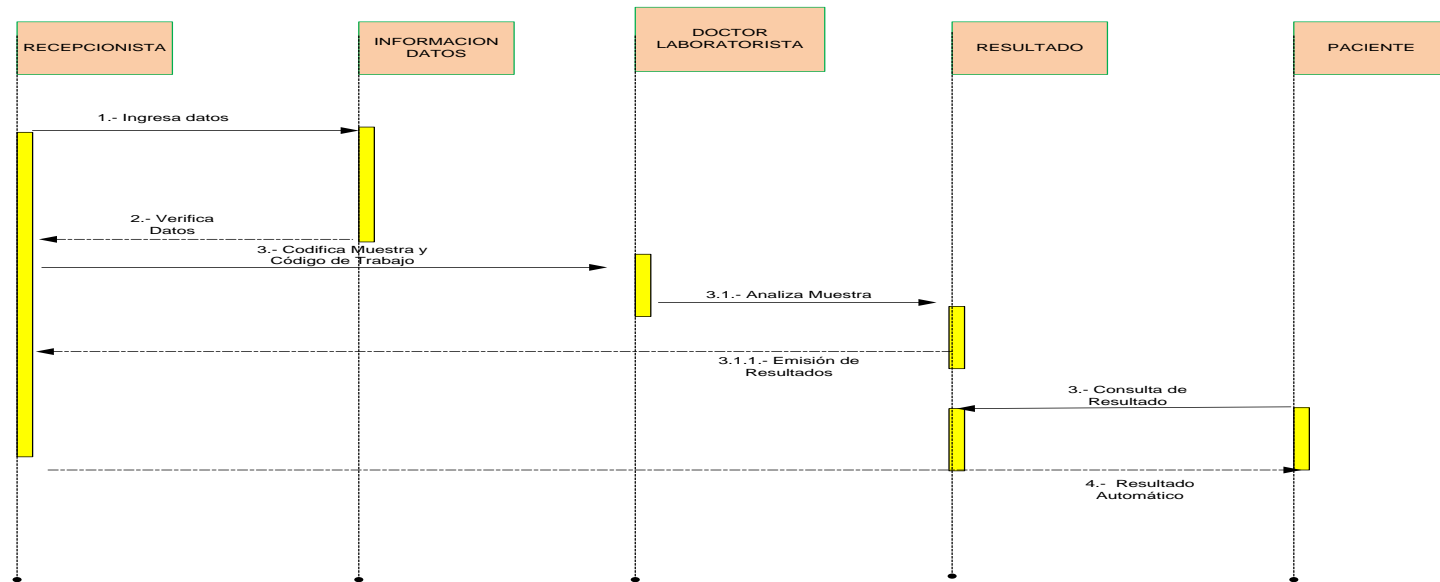 RECEPCIONISTA
INFORMACION
DATOS
DOCTOR
LABORATORISTA
RESULTADO
PACIENTE
1.- Ingresa datos
2.- Verifica
Datos
3.- Codifica Muestra y
Código de Trabajo
3.1.- Analiza Muestra
3.1.1.- Emisión de
Resultados
3.- Consulta de
Resultado
4.- Resultado
Automático